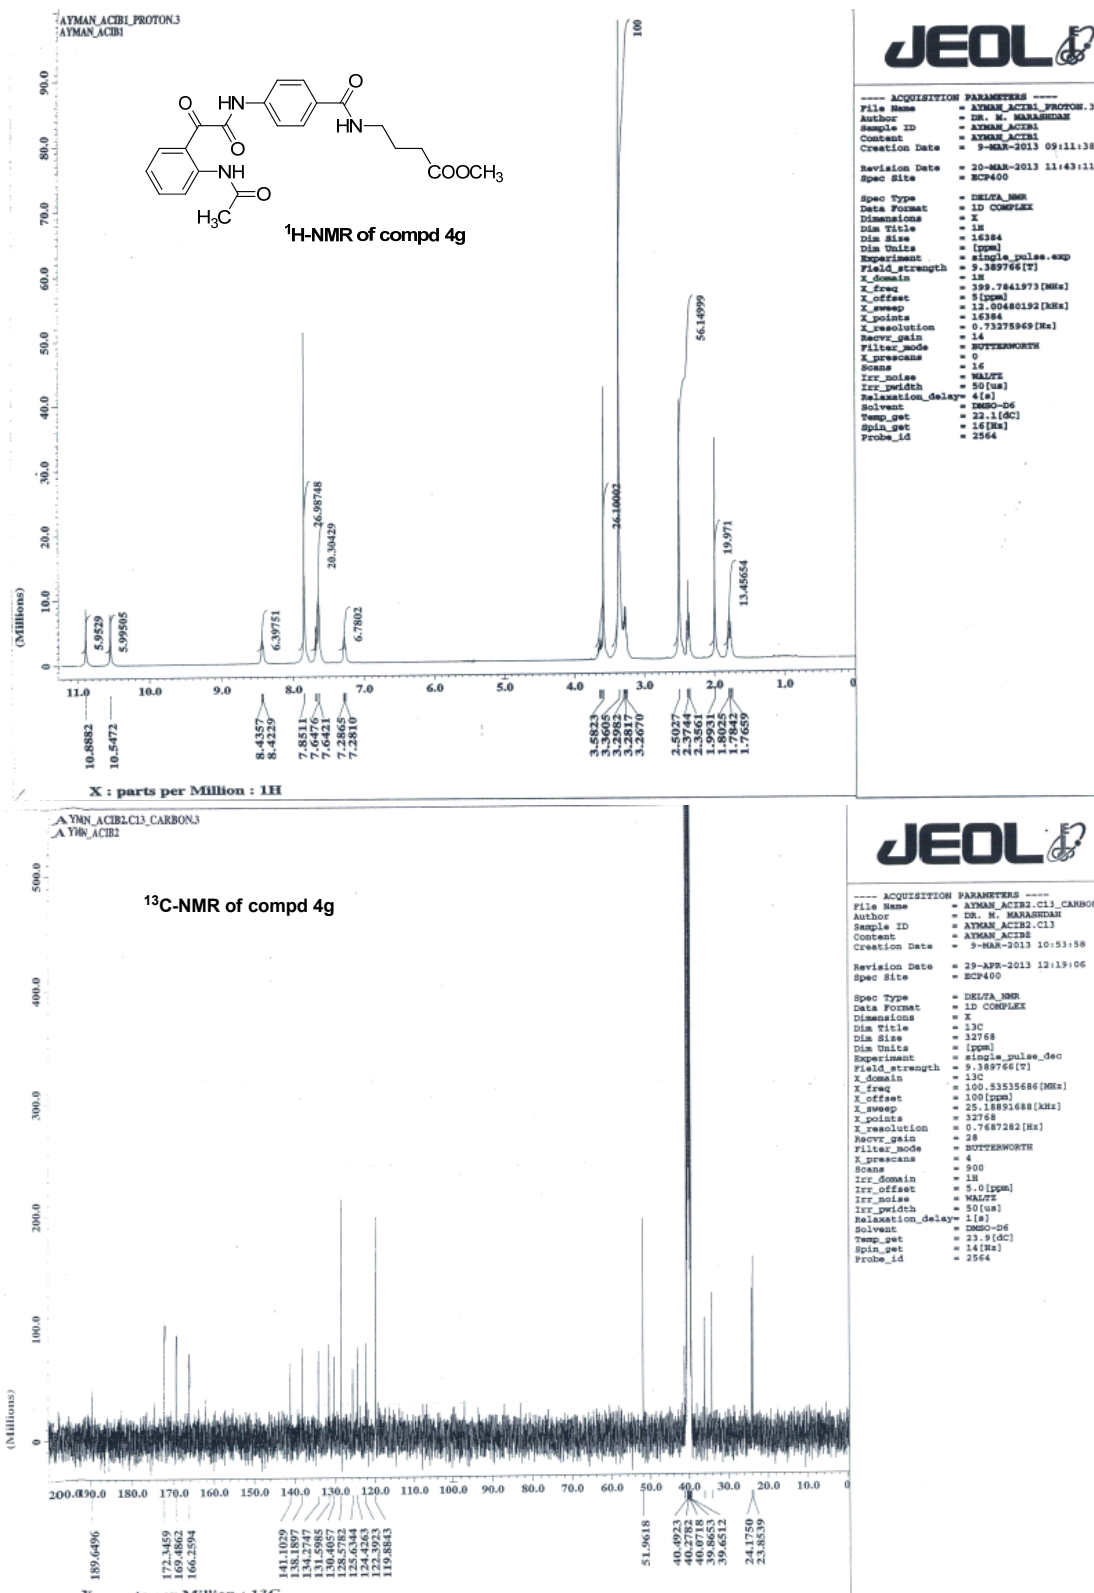 AYMAN_ACIB1_PROTON.3
AYMAN_ACIB1
JEOL
---- ACQUISITION PARAMETERS ----
File Name = AYMAN_ACIB1_PROTON.3
Author = DR. M. MARASHDAH
Sample ID = AYMAN_ACIB1
Content = AYMAN_ACIB1
Creation Date = 9-MAR-2013 09:11:38
Revision Date = 20-MAR-2013 11:43:11
Spec Site = ECP400
Spec Type = DELTA_NMR
Data Format = 1D COMPLEX
Dimensions = X
Dim Title = 1H
Dim Size = 16384
Dim Units = [ppm]
Experiment = single_pulse.exp
Field_strength = 9.389766[T]
X_domain = 1H
X_freq = 399.7841973[MHz]
X_offset = 5[ppm]
X_sweep = 12.00480192[kHz]
X_points = 16384
X_resolution = 0.73275969[Hz]
Recvr_gain = 14
Filter_mode = BUTTERWORTH
X_prescans = 0
Scans = 16
Irr_noise = WALTZ
Irr_pwidth = 50[us]
Relaxation_delay= 4[s]
Solvent = DMSO-D6
Temp_get = 22.1[dC]
Spin_get = 16[Hz]
Probe_id = 2564
O HN O
O HN
NH COOCH3
O
H3C
1H-NMR of compd 4g
(Millions)
0 10.0 20.0 30.0 40.0 50.0 60.0 70.0 80.0 90.0
5.9529 5.99505 6.39751 26.98748 20.30429 6.7802 26.10002 100 56.14999 19.971 13.45654
11.0 10.0 9.0 8.0 7.0 6.0 5.0 4.0 3.0 2.0 1.0 0
10.8882 10.5472 8.4357 8.4229 7.8511 7.6476 7.6421 7.2865 7.2810 3.5823 3.3605 3.2982 3.2817 3.2670 2.5027 2.3744 2.3561 1.9931 1.8025 1.7842 1.7659
X : parts per Million : 1H
AYMN_ACIB2.C13_CARBON.3
AYMN_ACIB2
JEOL
---- ACQUISITION PARAMETERS ----
File Name = AYMAN_ACIB2.C13_CARBO
Author = DR. M. MARASHDAH
Sample ID = AYMAN_ACIB2.C13
Content = AYMAN_ACIB2
Creation Date = 9-MAR-2013 10:53:58
Revision Date = 29-APR-2013 12:19:06
Spec Site = ECP400
Spec Type = DELTA_NMR
Data Format = 1D COMPLEX
Dimensions = X
Dim Title = 13C
Dim Size = 32768
Dim Units = [ppm]
Experiment = single_pulse_dec
Field_strength = 9.389766[T]
X_domain = 13C
X_freq = 100.53535686[MHz]
X_offset = 100[ppm]
X_sweep = 25.18891688[kHz]
X_points = 32768
X_resolution = 0.7687282[Hz]
Recvr_gain = 28
Filter_mode = BUTTERWORTH
X_prescans = 4
Scans = 900
Irr_domain = 1H
Irr_offset = 5.0[ppm]
Irr_noise = WALTZ
Irr_pwidth = 50[us]
Relaxation_delay= 1[s]
Solvent = DMSO-D6
Temp_get = 23.9[dC]
Spin_get = 14[Hz]
Probe_id = 2564
13C-NMR of compd 4g
(Millions)
0 100.0 200.0 300.0 400.0 500.0
200.0 190.0 180.0 170.0 160.0 150.0 140.0 130.0 120.0 110.0 100.0 90.0 80.0 70.0 60.0 50.0 40.0 30.0 20.0 10.0 0
189.6496 172.3459 169.4862 166.2594 141.1029 138.1897 134.2747 131.5985 130.4057 128.5782 125.6344 124.4263 122.3923 119.8843 51.9618 40.4923 40.2782 40.0718 39.8653 39.6512 24.1750 23.8539